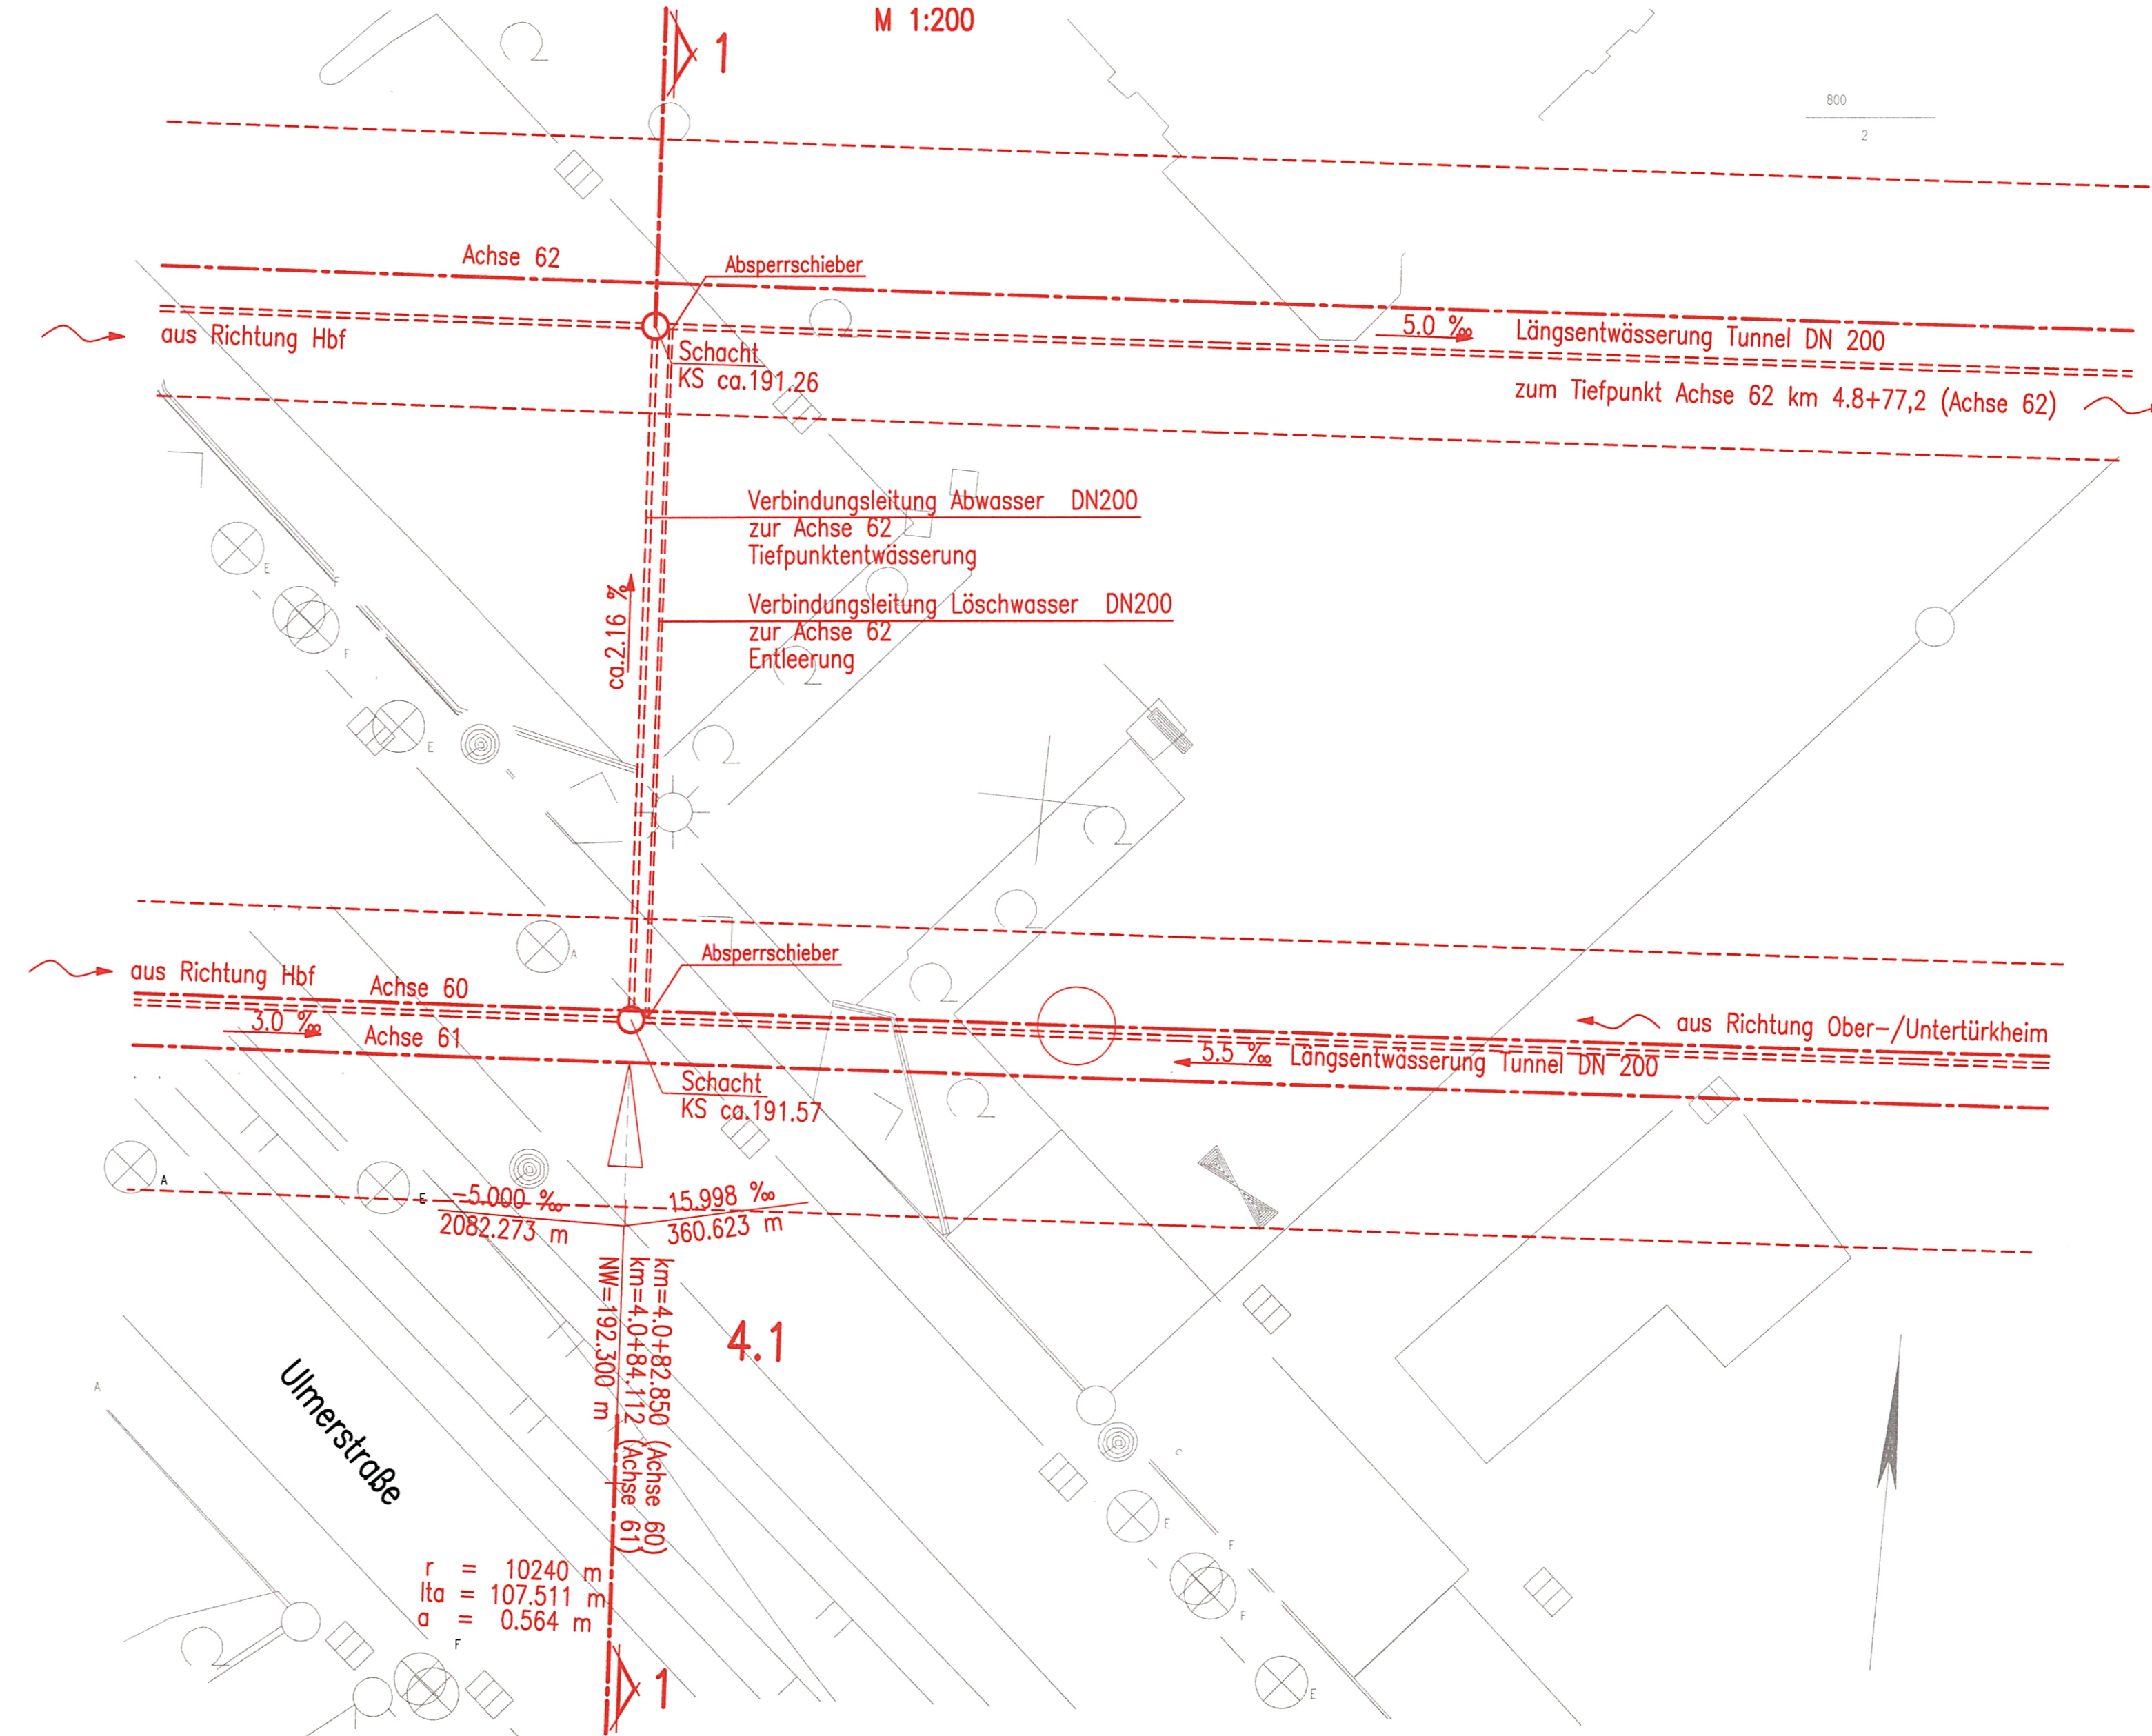 M 1:200
1
800
2
Achse 62
Absperrschieber
aus Richtung Hbf
5.0 ‰
Längsentwässerung Tunnel DN 200
Schacht
KS ca.191.26
zum Tiefpunkt Achse 62 km 4.8+77,2 (Achse 62)
Verbindungsleitung Abwasser DN200
zur Achse 62
Tiefpunktentwässerung
E
F
ca.2.16 %
Verbindungsleitung Löschwasser DN200
zur Achse 62
Entleerung
F
E
A
Absperrschieber
aus Richtung Hbf
Achse 60
3.0 ‰
Achse 61
aus Richtung Ober-/Untertürkheim
5.5 ‰
Längsentwässerung Tunnel DN 200
Schacht
KS ca.191.57
A
E
-5.000 ‰
15.998 ‰
2082.273 m
360.623 m
km=4.0+82.850 (Achse 60)
km=4.0+84.112 (Achse 61)
NW=192.300 m
4.1
A
Ulmerstraße
C
E
F
F
E
r = 10240 m
lta = 107.511 m
a = 0.564 m
F
1